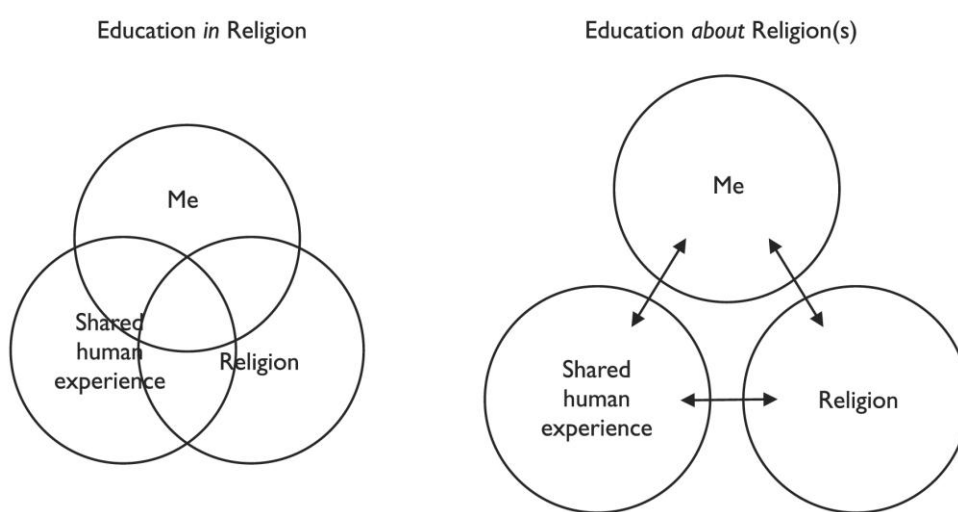 Education in Religion
Me
Shared
human
experience
Religion
Education about Religion(s)
Me
Shared
human
experience
Religion